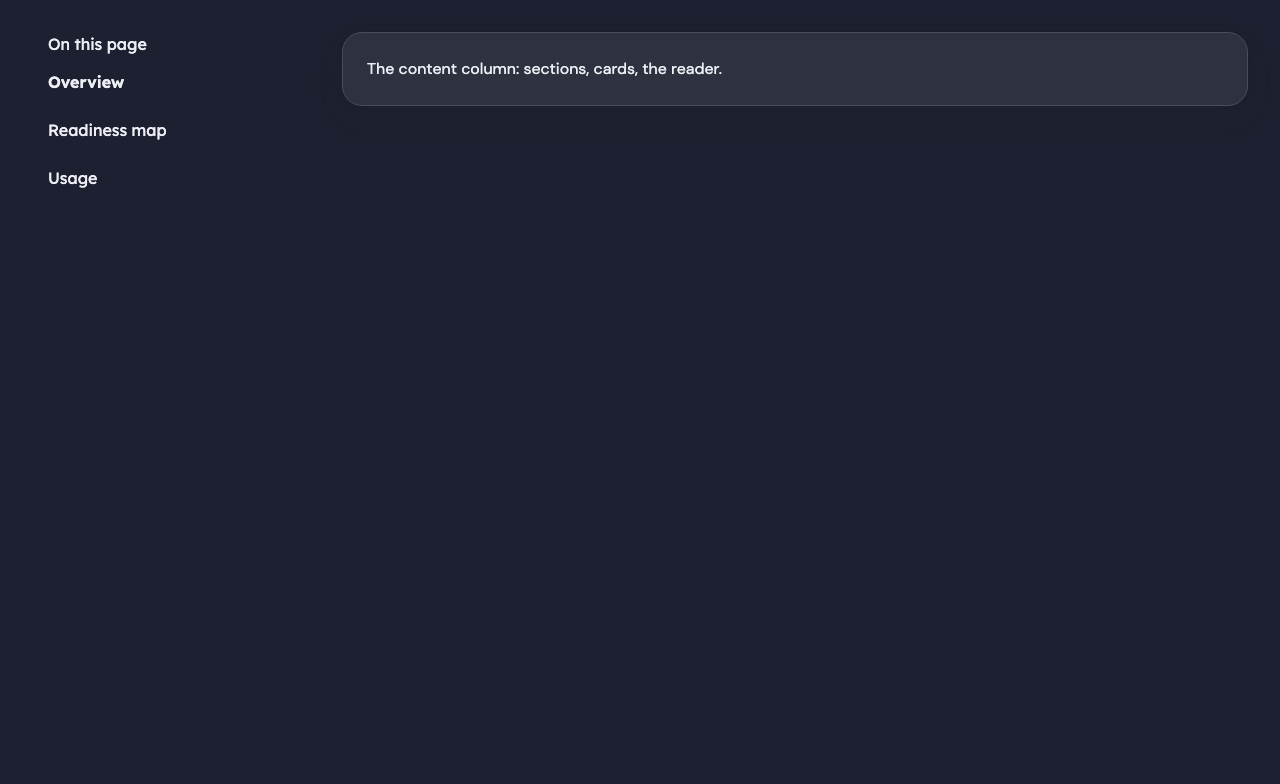 On this page
Overview
Readiness map
Usage
The content column: sections, cards, the reader.